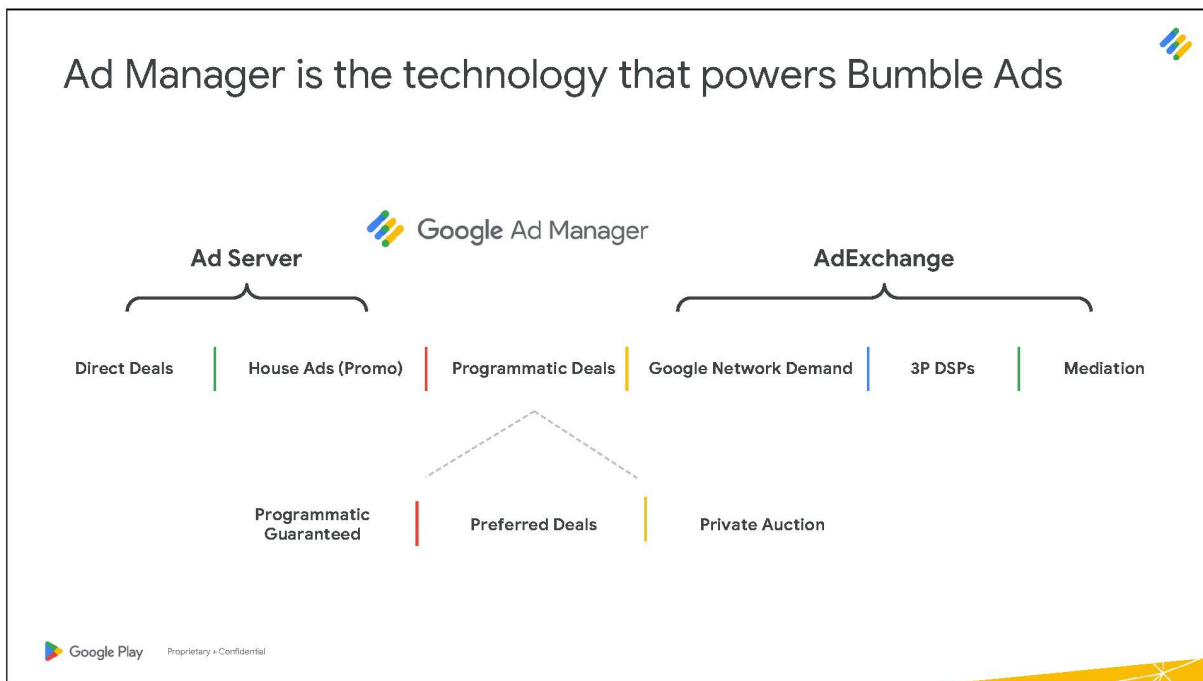 Ad Manager is the technology that powers Bumble Ads
Google Ad Manager
Ad Server
AdExchange
Direct Deals
House Ads (Promo)
Programmatic Deals
Google Network Demand
3P DSPs
Mediation
Programmatic
Guaranteed
Preferred Deals
Private Auction
Google Play
Proprietary + Confidential